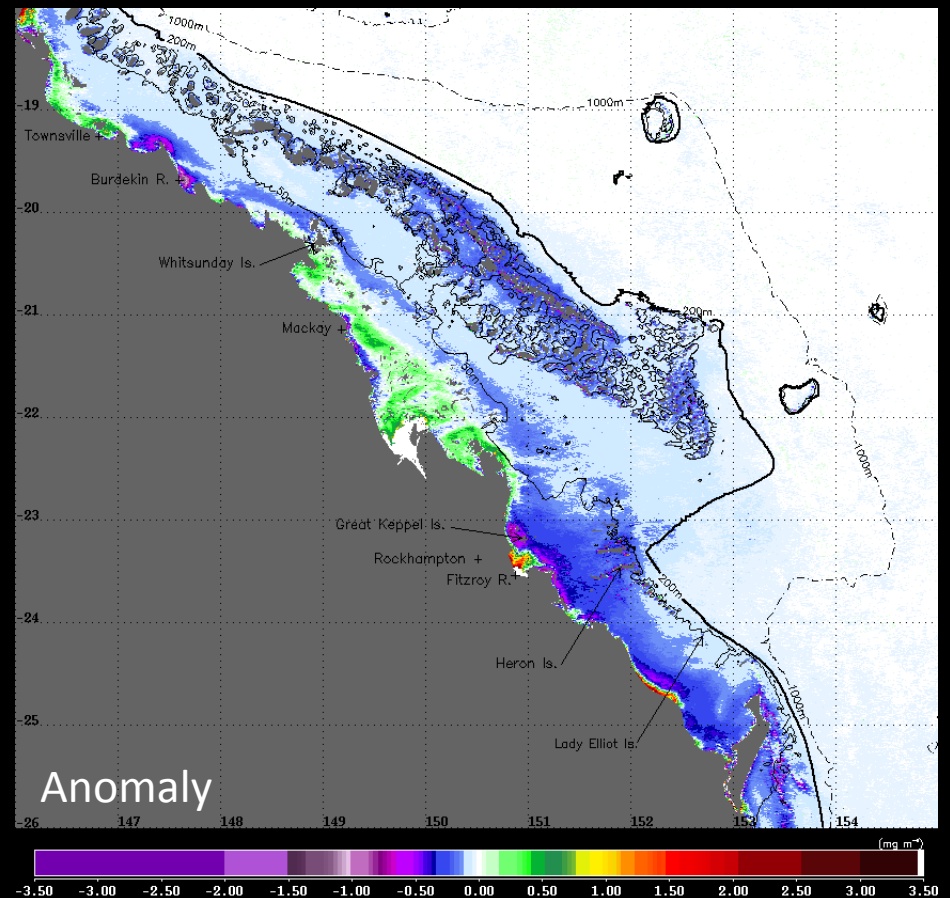 1000m
200m
1000m
-19
Townsville
Burdekin R.
-20
50m
Whitsunday Is.
-21
200m
Mackay
50
-22
1000m
-23
Great Keppel Is.
Rockhampton
Fitzroy R.
200m
-24
Heron Is.
1000m
-25
Lady Elliot Is.
Anomaly
-26 147 148 149 150 151 152 153 154
(mg m⁻³)
-3.50 -3.00 -2.50 -2.00 -1.50 -1.00 -0.50 0.00 0.50 1.00 1.50 2.00 2.50 3.00 3.50